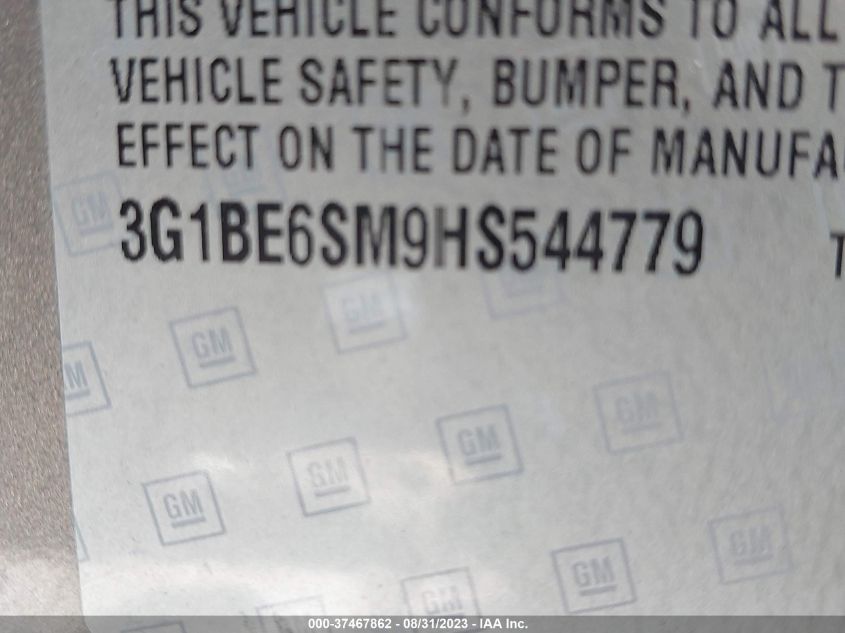 THIS VEHICLE CONFORMS TO ALL
VEHICLE SAFETY, BUMPER, AND T
EFFECT ON THE DATE OF MANUFA
3G1BE6SM9HS544779
T
GM
GM
GM
GM
GM
GM
GM
GM
GM
GM
GM
000-37467862 - 08/31/2023 - IAA Inc.